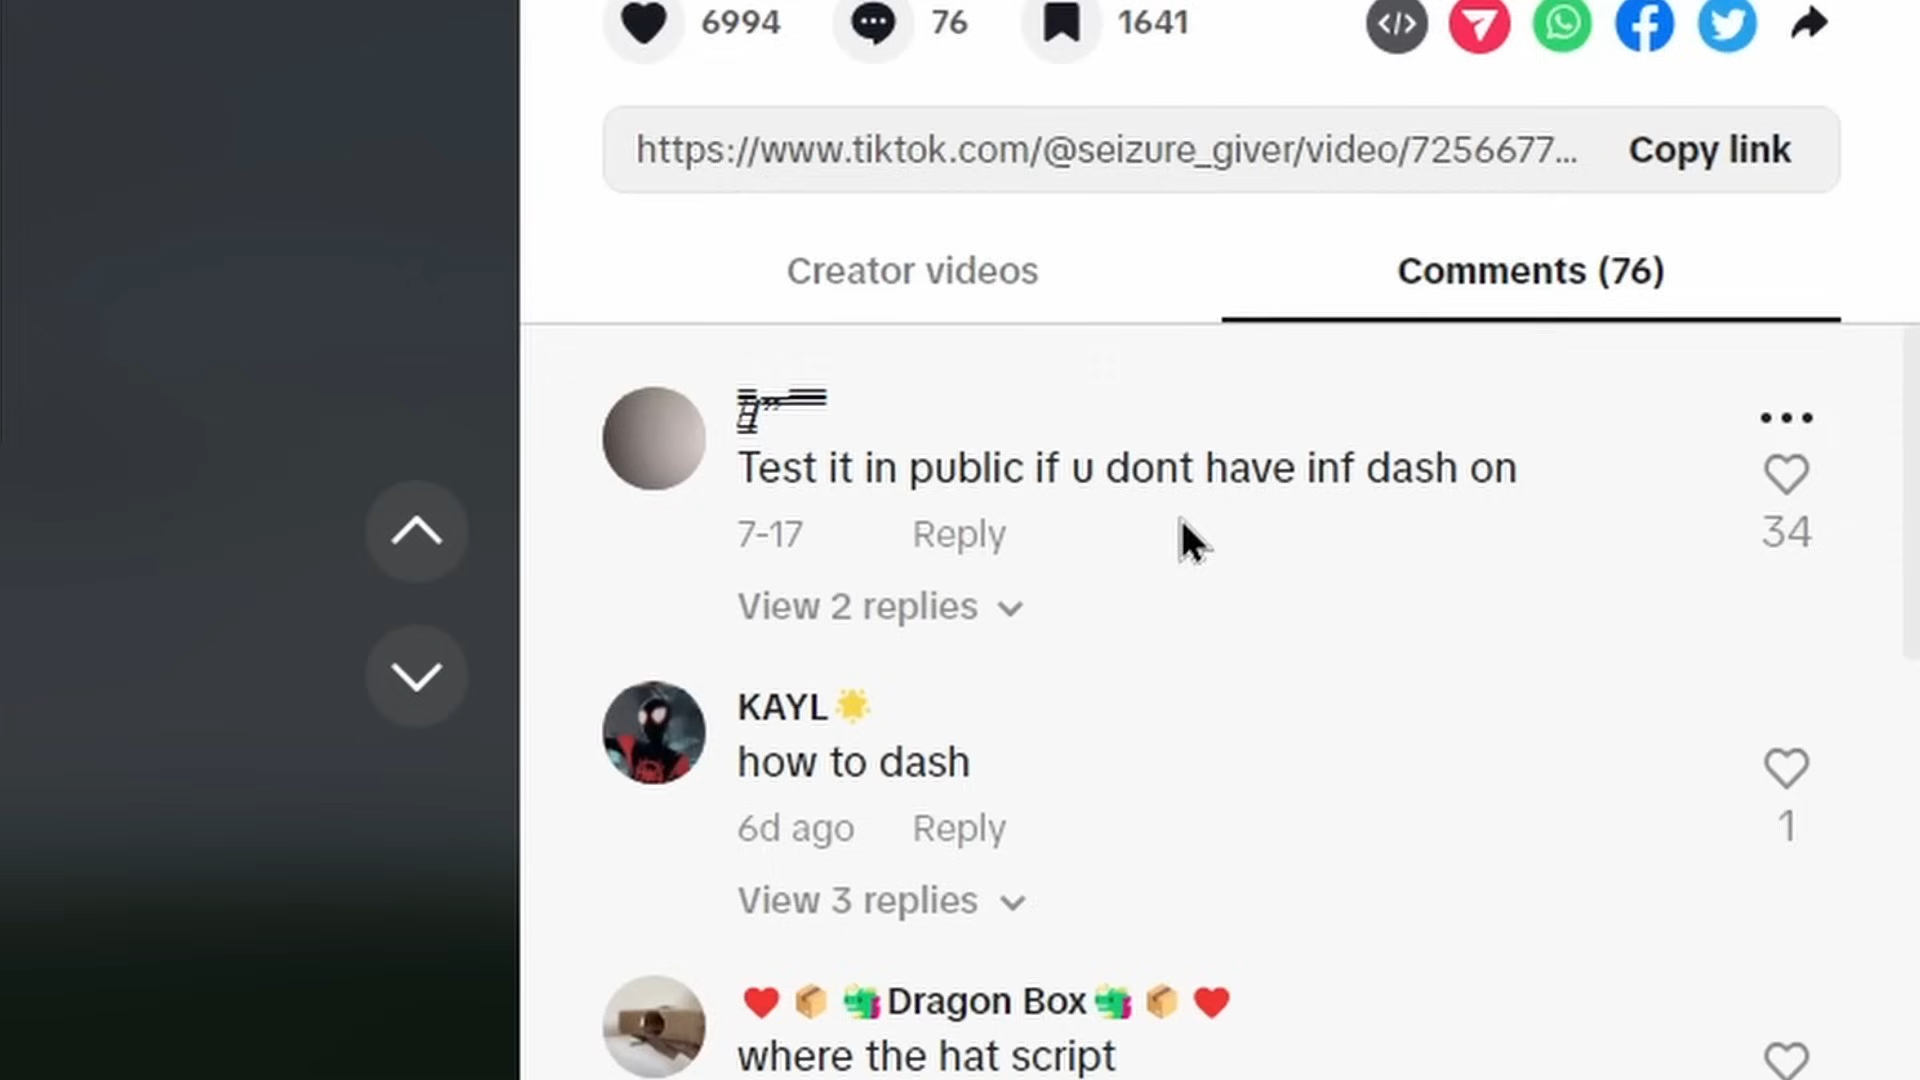 6994 76 1641
https://www.tiktok.com/@seizure_giver/video/7256677... Copy link
Creator videos Comments (76)
Test it in public if u dont have inf dash on
7-17 Reply
34
View 2 replies
KAYL🌟
how to dash
6d ago Reply
1
View 3 replies
❤️📦🐲Dragon Box🐲📦❤️
where the hat script